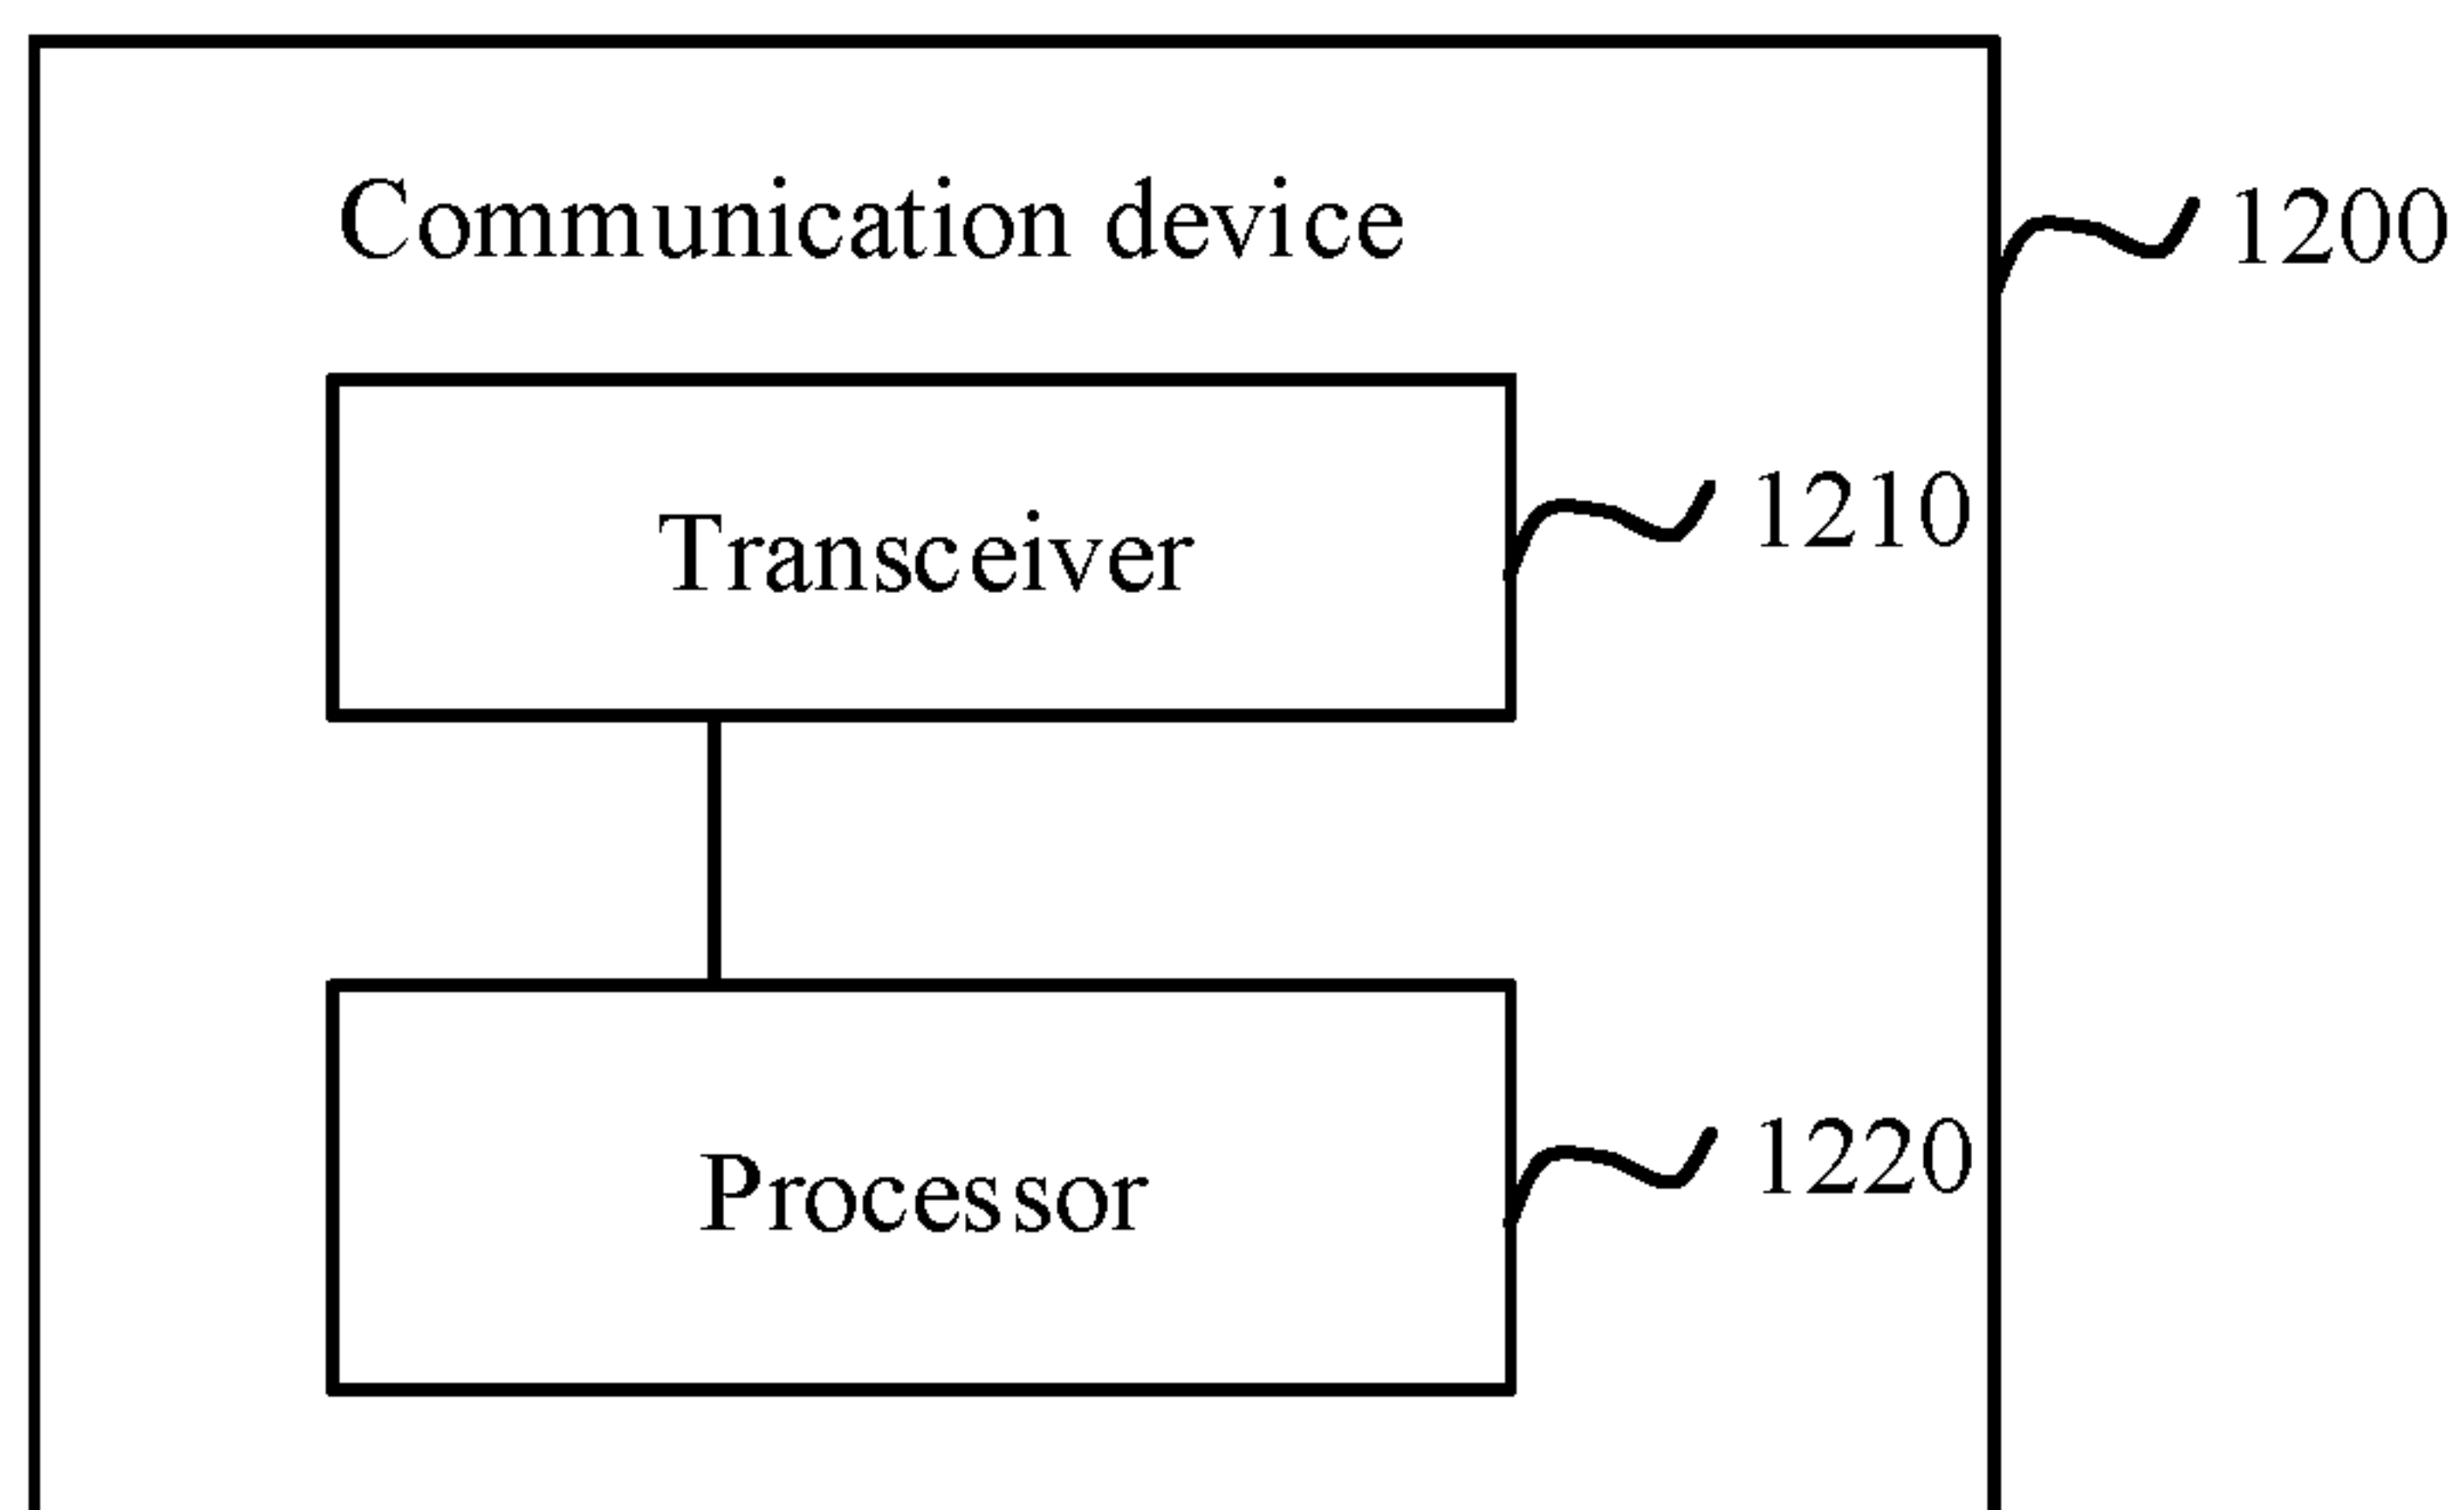 Communication device
1200
Transceiver
1210
Processor
1220